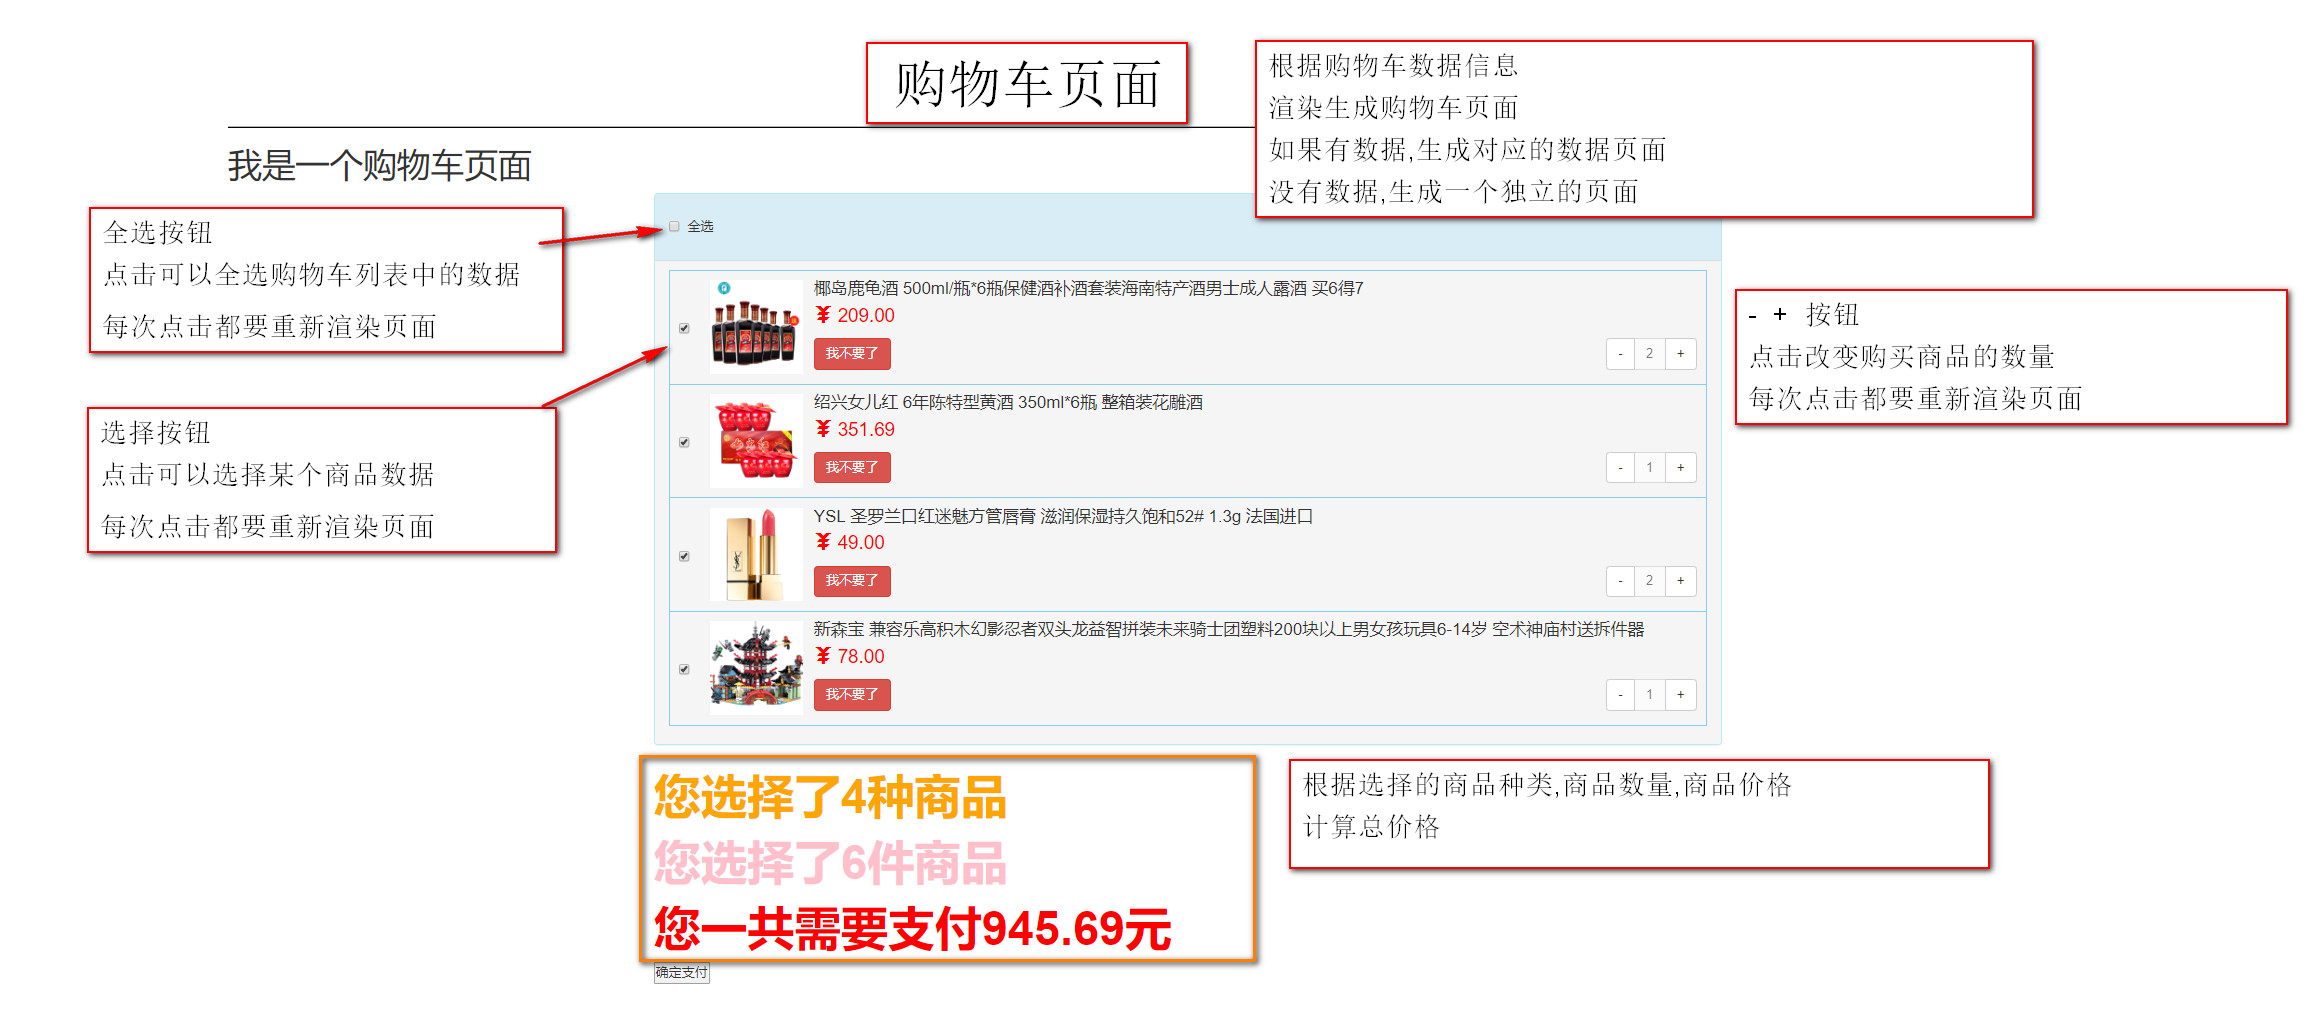 购物车页面
根据购物车数据信息
渲染生成购物车页面
如果有数据,生成对应的数据页面
没有数据,生成一个独立的页面
我是一个购物车页面
全选按钮
点击可以全选购物车列表中的数据
每次点击都要重新渲染页面
全选
椰岛鹿龟酒 500ml/瓶*6瓶保健酒补酒套装海南特产酒男士成人露酒 买6得7
¥ 209.00
我不要了
- 2 +
- + 按钮
点击改变购买商品的数量
每次点击都要重新渲染页面
选择按钮
点击可以选择某个商品数据
每次点击都要重新渲染页面
绍兴女儿红 6年陈特型黄酒 350ml*6瓶 整箱装花雕酒
¥ 351.69
我不要了
- 1 +
YSL 圣罗兰口红迷魅方管唇膏 滋润保湿持久饱和52# 1.3g 法国进口
¥ 49.00
我不要了
- 2 +
新森宝 兼容乐高积木幻影忍者双头龙益智拼装未来骑士团塑料200块以上男女孩玩具6-14岁 空术神庙村送拆件器
¥ 78.00
我不要了
- 1 +
您选择了4种商品
您选择了6件商品
您一共需要支付945.69元
根据选择的商品种类,商品数量,商品价格
计算总价格
确定支付